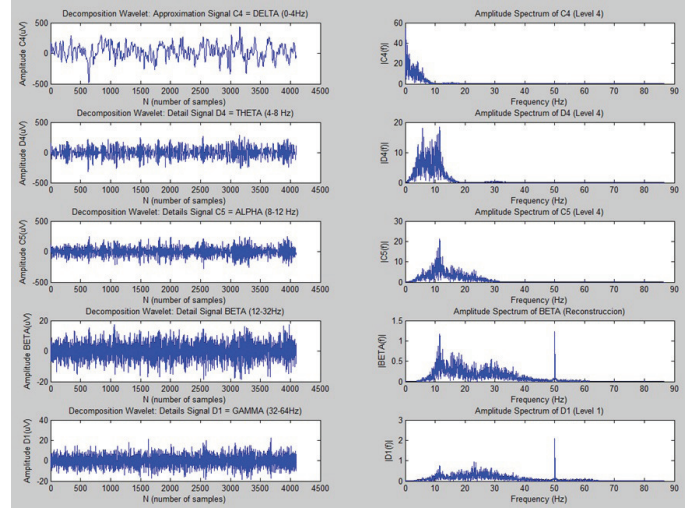 Decomposition Wavelet: Approximation Signal C4 = DELTA (0-4Hz)
Amplitude C4(uV)
500
0
-500
0 500 1000 1500 2000 2500 3000 3500 4000 4500
N (number of samples)
Amplitude Spectrum of C4 (Level 4)
|C4(f)|
60
40
20
0
0 10 20 30 40 50 60 70 80 90
Frequency (Hz)
Decomposition Wavelet: Detail Signal D4 = THETA (4-8 Hz)
Amplitude D4(uV)
500
0
-500
0 500 1000 1500 2000 2500 3000 3500 4000 4500
N (number of samples)
Amplitude Spectrum of D4 (Level 4)
|D4(f)|
20
10
0
0 10 20 30 40 50 60 70 80 90
Frequency (Hz)
Decomposition Wavelet: Details Signal C5 = ALPHA (8-12 Hz)
Amplitude C5(uV)
500
0
-500
0 500 1000 1500 2000 2500 3000 3500 4000 4500
N (number of samples)
Amplitude Spectrum of C5 (Level 4)
|C5(f)|
30
20
10
0
0 10 20 30 40 50 60 70 80 90
Frequency (Hz)
Decomposition Wavelet: Detail Signal BETA (12-32Hz)
Amplitude BETA(uV)
20
0
-20
0 500 1000 1500 2000 2500 3000 3500 4000 4500
N (number of samples)
Amplitude Spectrum of BETA (Reconstruccion)
|BETA(f)|
1.5
1
0.5
0
0 10 20 30 40 50 60 70 80 90
Frequency (Hz)
Decomposition Wavelet: Details Signal D1 = GAMMA (32-64Hz)
Amplitude D1(uV)
40
20
0
-20
0 500 1000 1500 2000 2500 3000 3500 4000 4500
N (number of samples)
Amplitude Spectrum of D1 (Level 1)
|D1(f)|
3
2
1
0
0 10 20 30 40 50 60 70 80 90
Frequency (Hz)